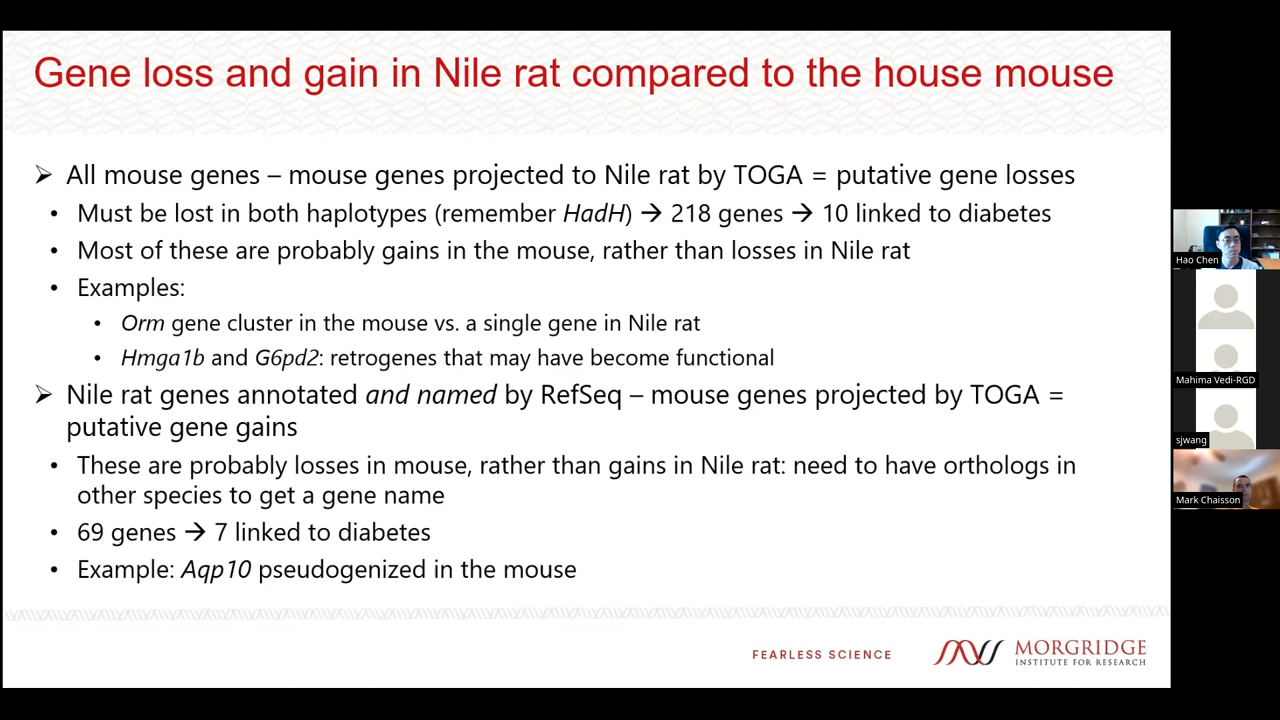 Gene loss and gain in Nile rat compared to the house mouse
➢ All mouse genes – mouse genes projected to Nile rat by TOGA = putative gene losses
• Must be lost in both haplotypes (remember HadH) → 218 genes → 10 linked to diabetes
• Most of these are probably gains in the mouse, rather than losses in Nile rat
• Examples:
• Orm gene cluster in the mouse vs. a single gene in Nile rat
• Hmga1b and G6pd2: retrogenes that may have become functional
➢ Nile rat genes annotated and named by RefSeq – mouse genes projected by TOGA =
putative gene gains
• These are probably losses in mouse, rather than gains in Nile rat: need to have orthologs in
other species to get a gene name
• 69 genes → 7 linked to diabetes
• Example: Aqp10 pseudogenized in the mouse
FEARLESS SCIENCE
MORGRIDGE
INSTITUTE FOR RESEARCH
Hao Chen
Mahima Vedi-RGD
sjwang
Mark Chaisson